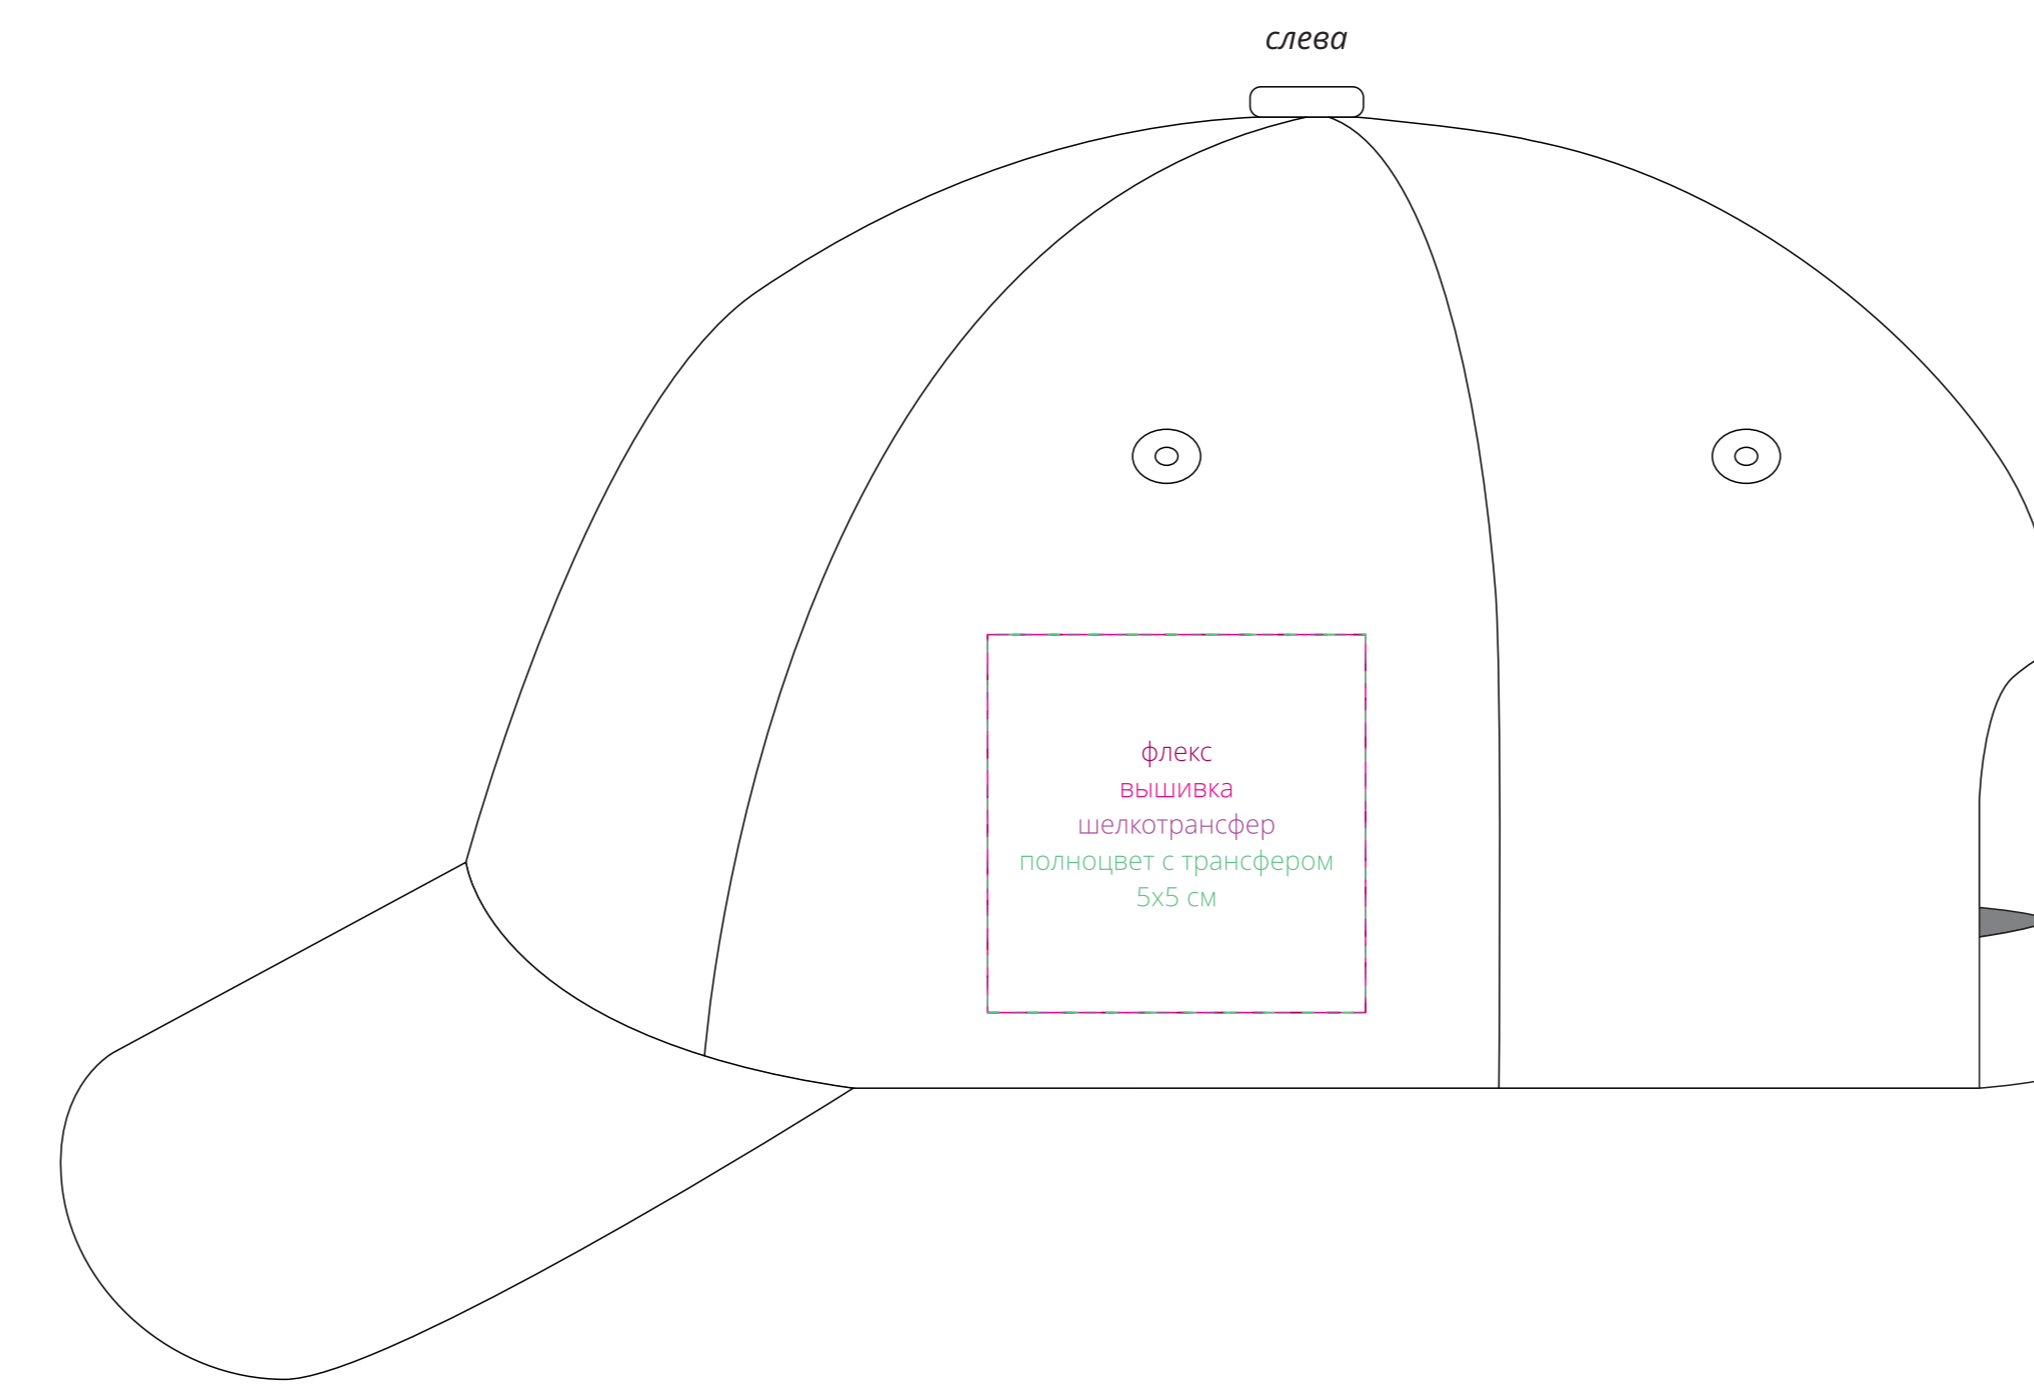 слева
флекс
вышивка
шелкотрансфер
полноцвет с трансфером
5х5 см